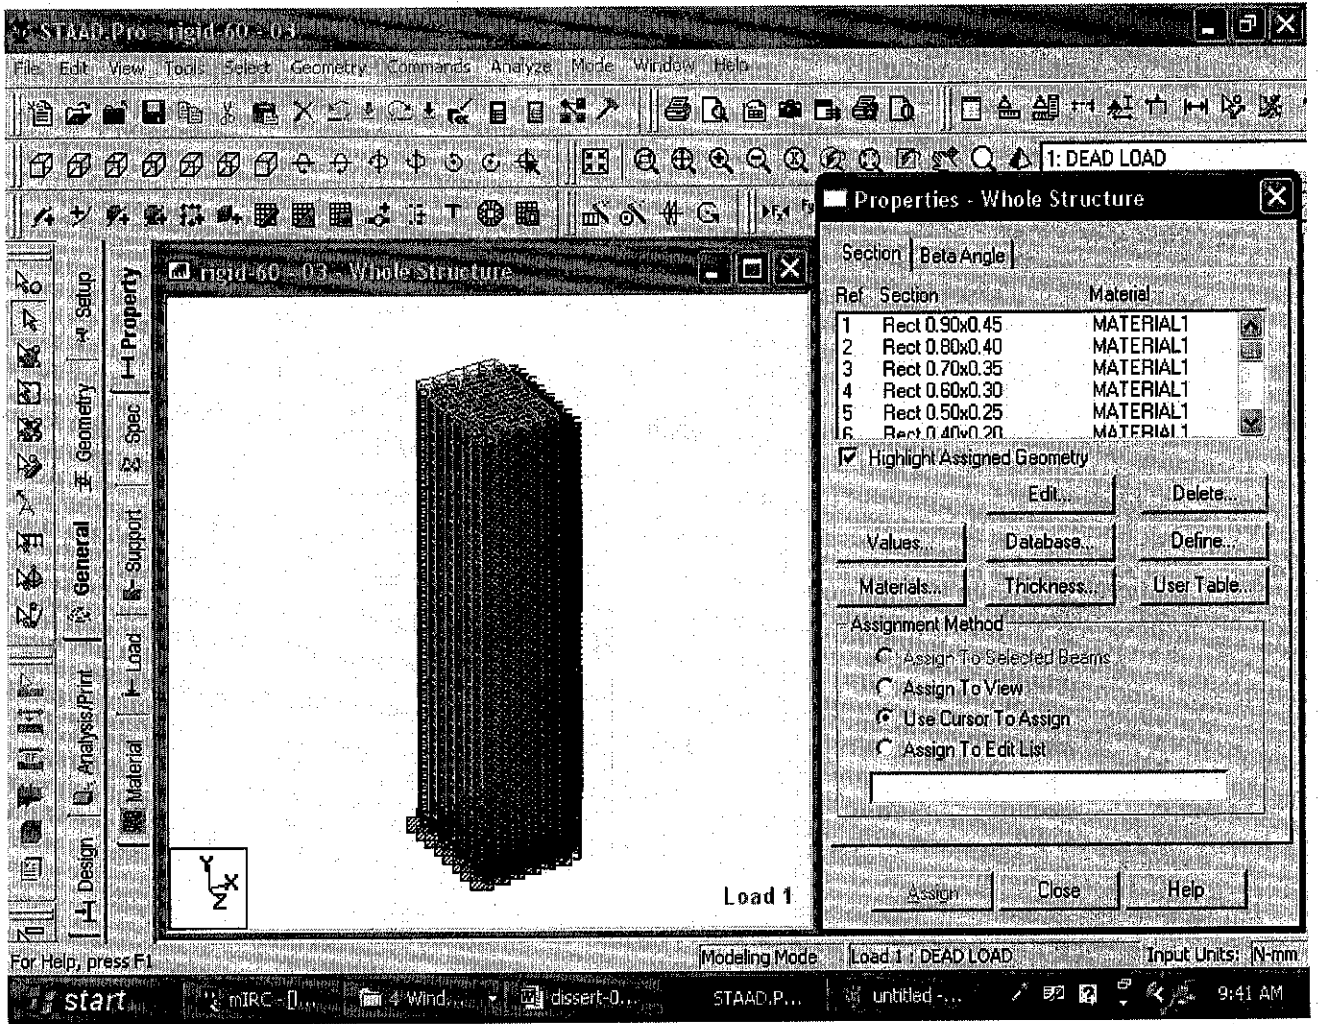 STAAD.Pro - rigid-60 - 03
File Edit View Tools Select Geometry Commands Analyze Mode Window Help
1: DEAD LOAD
Properties - Whole Structure
Section Beta Angle
Ref Section Material
1 Rect 0.90x0.45 MATERIAL1
2 Rect 0.80x0.40 MATERIAL1
3 Rect 0.70x0.35 MATERIAL1
4 Rect 0.60x0.30 MATERIAL1
5 Rect 0.50x0.25 MATERIAL1
6 Rect 0.40x0.20 MATERIAL1
Highlight Assigned Geometry
Edit... Delete...
Values... Database... Define...
Materials... Thickness... User Table...
Assignment Method
Assign To Selected Beams
Assign To View
Use Cursor To Assign
Assign To Edit List
Assign Close Help
rigid-60 - 03 - Whole Structure
Setup
Geometry
General
Analysis/Print
Design
Property
Spec
Support
Load
Material
Y
X
Z
Load 1
For Help, press F1
Modeling Mode
Load 1 : DEAD LOAD
Input Units: N-mm
start
mIRC - []...
4 Wind...
dissert-0...
STAAD.P...
untitled -...
9:41 AM